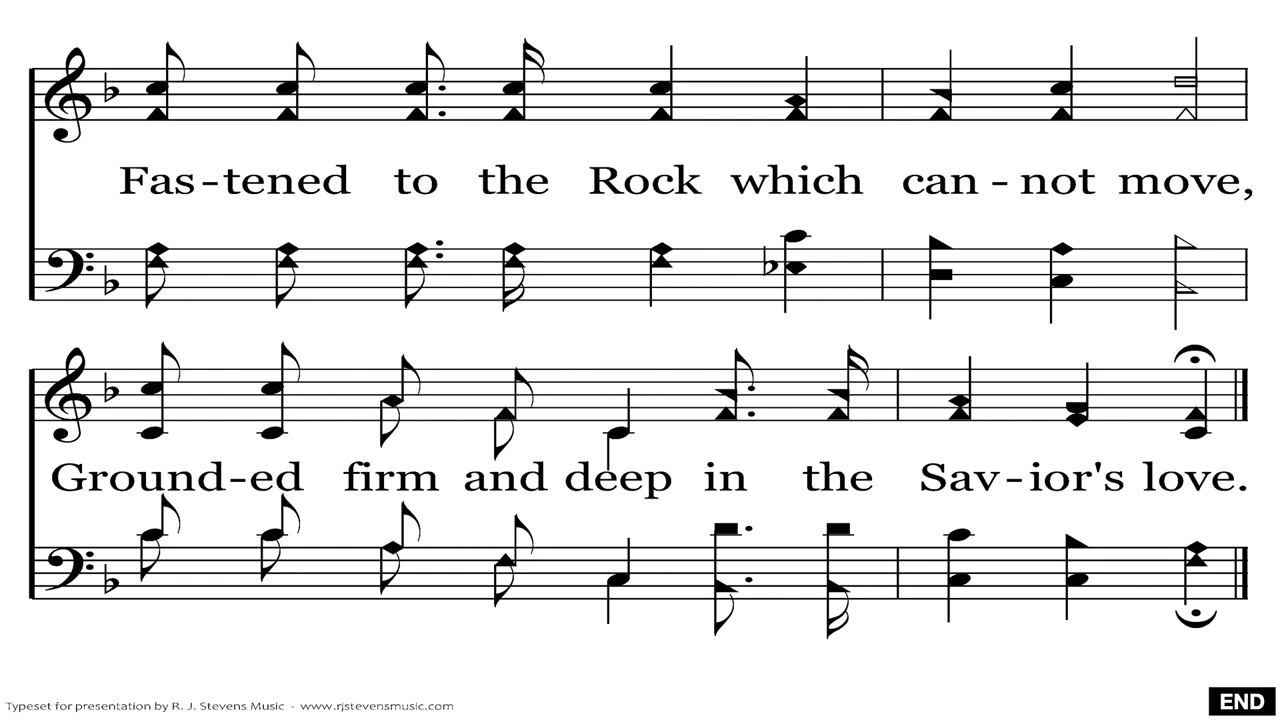 Fas-tened to the Rock which can-not move,
Ground-ed firm and deep in the Sav-ior's love.
Typeset for presentation by R. J. Stevens Music - www.rjstevensmusic.com
END